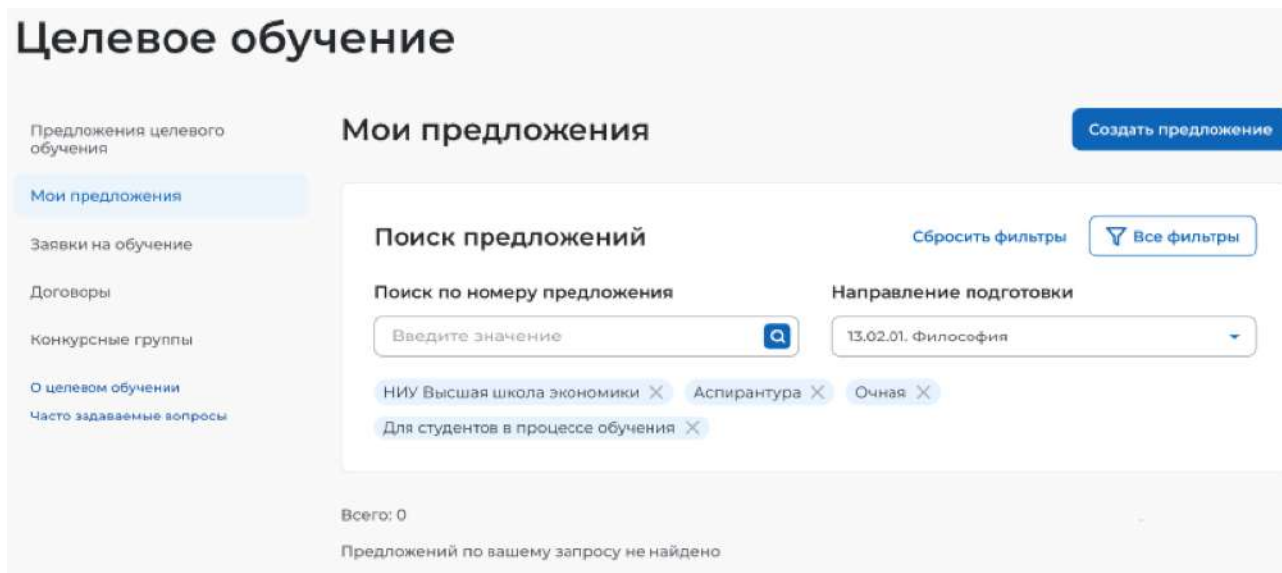 Целевое обучение
Предложения целевого
обучения
Мои предложения
Заявки на обучение
Договоры
Конкурсные группы
О целевом обучении
Часто задаваемые вопросы
Мои предложения
Создать предложение
Поиск предложений
Сбросить фильтры
Все фильтры
Поиск по номеру предложения
Направление подготовки
Введите значение
13.02.01. Философия
НИУ Высшая школа экономики
Аспирантура
Очная
Для студентов в процессе обучения
Всего: 0
Предложений по вашему запросу не найдено